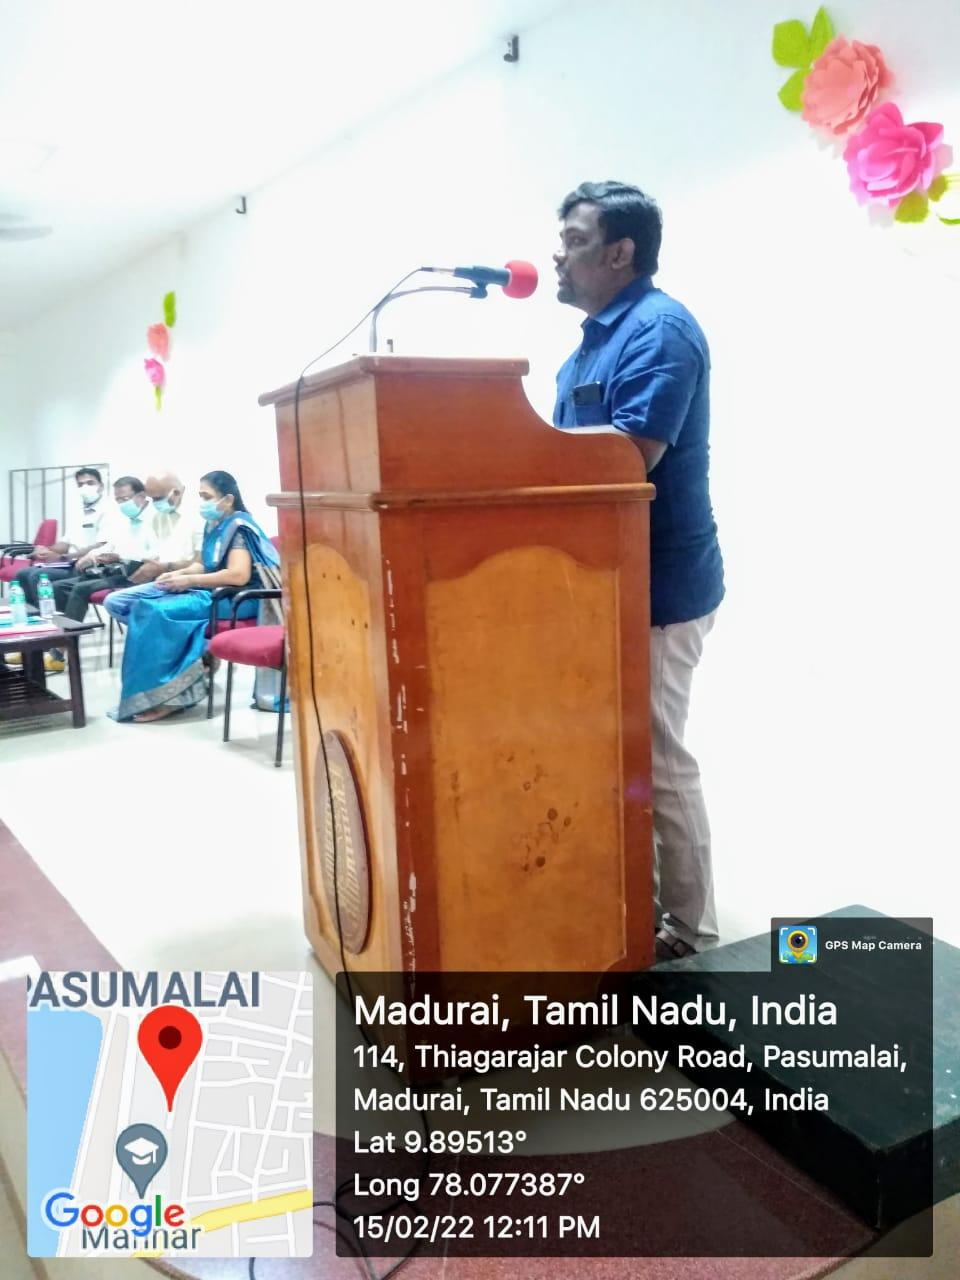 GPS Map Camera
PASUMALAI
Google
Mannar
Madurai, Tamil Nadu, India
114, Thiagarajar Colony Road, Pasumalai,
Madurai, Tamil Nadu 625004, India
Lat 9.89513°
Long 78.077387°
15/02/22 12:11 PM